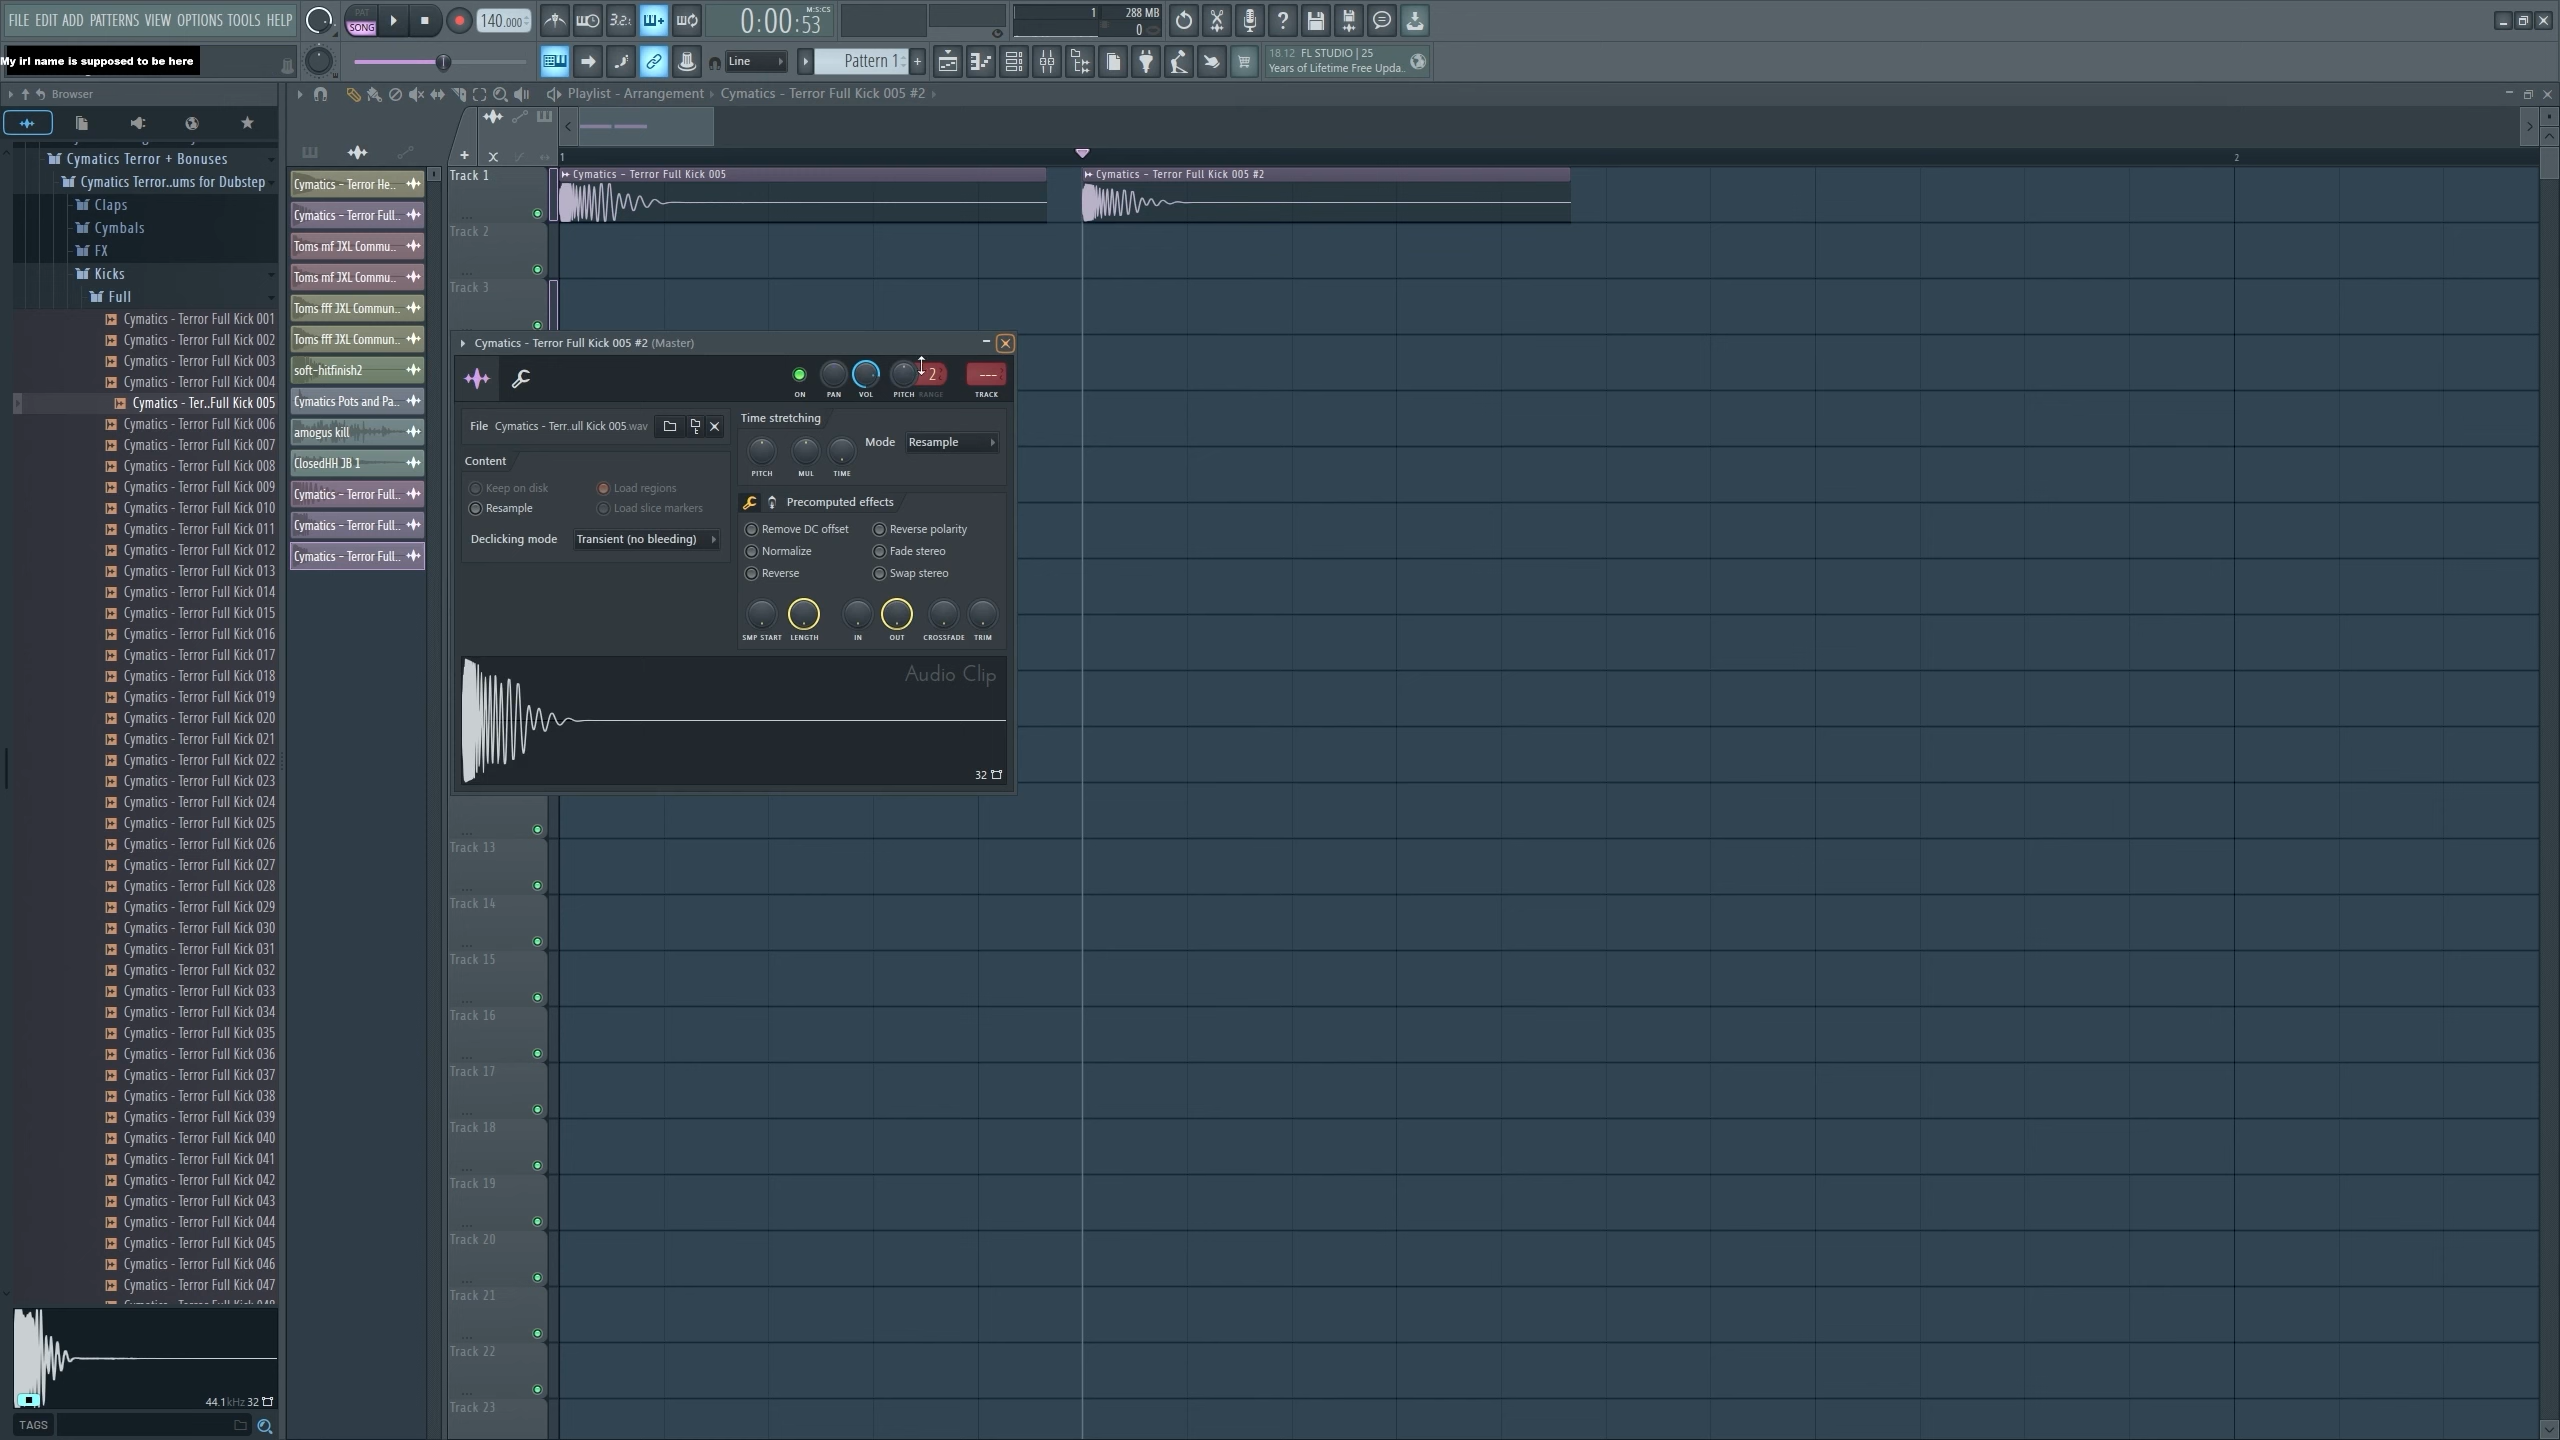 FILE EDIT ADD PATTERNS VIEW OPTIONS TOOLS HELP
PAT
SONG
140.000
3.2.
0:00:53
M:S:CS
1
288 MB
0
My irl name is supposed to be here
Line
Pattern 1
18.12 FL STUDIO | 25
Years of Lifetime Free Upda..
Browser
Playlist - Arrangement
Cymatics - Terror Full Kick 005 #2
Cymatics Terror + Bonuses
Cymatics Terror..ums for Dubstep
Claps
Cymbals
FX
Kicks
Full
Cymatics - Terror Full Kick 001
Cymatics - Terror Full Kick 002
Cymatics - Terror Full Kick 003
Cymatics - Terror Full Kick 004
Cymatics - Ter..Full Kick 005
Cymatics - Terror Full Kick 006
Cymatics - Terror Full Kick 007
Cymatics - Terror Full Kick 008
Cymatics - Terror Full Kick 009
Cymatics - Terror Full Kick 010
Cymatics - Terror Full Kick 011
Cymatics - Terror Full Kick 012
Cymatics - Terror Full Kick 013
Cymatics - Terror Full Kick 014
Cymatics - Terror Full Kick 015
Cymatics - Terror Full Kick 016
Cymatics - Terror Full Kick 017
Cymatics - Terror Full Kick 018
Cymatics - Terror Full Kick 019
Cymatics - Terror Full Kick 020
Cymatics - Terror Full Kick 021
Cymatics - Terror Full Kick 022
Cymatics - Terror Full Kick 023
Cymatics - Terror Full Kick 024
Cymatics - Terror Full Kick 025
Cymatics - Terror Full Kick 026
Cymatics - Terror Full Kick 027
Cymatics - Terror Full Kick 028
Cymatics - Terror Full Kick 029
Cymatics - Terror Full Kick 030
Cymatics - Terror Full Kick 031
Cymatics - Terror Full Kick 032
Cymatics - Terror Full Kick 033
Cymatics - Terror Full Kick 034
Cymatics - Terror Full Kick 035
Cymatics - Terror Full Kick 036
Cymatics - Terror Full Kick 037
Cymatics - Terror Full Kick 038
Cymatics - Terror Full Kick 039
Cymatics - Terror Full Kick 040
Cymatics - Terror Full Kick 041
Cymatics - Terror Full Kick 042
Cymatics - Terror Full Kick 043
Cymatics - Terror Full Kick 044
Cymatics - Terror Full Kick 045
Cymatics - Terror Full Kick 046
Cymatics - Terror Full Kick 047
44.1kHz 32
TAGS
Cymatics - Terror He..
Cymatics - Terror Full..
Toms mf JXL Commu..
Toms mf JXL Commu..
Toms fff JXL Commun..
Toms fff JXL Commun..
soft-hitfinish2
Cymatics Pots and Pa..
amogus kill
ClosedHH JB 1
Cymatics - Terror Full..
Cymatics - Terror Full..
Cymatics - Terror Full..
1
2
Track 1
Cymatics - Terror Full Kick 005
Cymatics - Terror Full Kick 005 #2
Track 2
Track 3
Cymatics - Terror Full Kick 005 #2 (Master)
2
---
ON
PAN
VOL
PITCH
RANGE
TRACK
File
Cymatics - Terr..ull Kick 005.wav
Content
Keep on disk
Load regions
Resample
Load slice markers
Declicking mode
Transient (no bleeding)
Time stretching
PITCH
MUL
TIME
Mode
Resample
Precomputed effects
Remove DC offset
Reverse polarity
Normalize
Fade stereo
Reverse
Swap stereo
SMP START
LENGTH
IN
OUT
CROSSFADE
TRIM
Audio Clip
32
Track 13
Track 14
Track 15
Track 16
Track 17
Track 18
Track 19
Track 20
Track 21
Track 22
Track 23